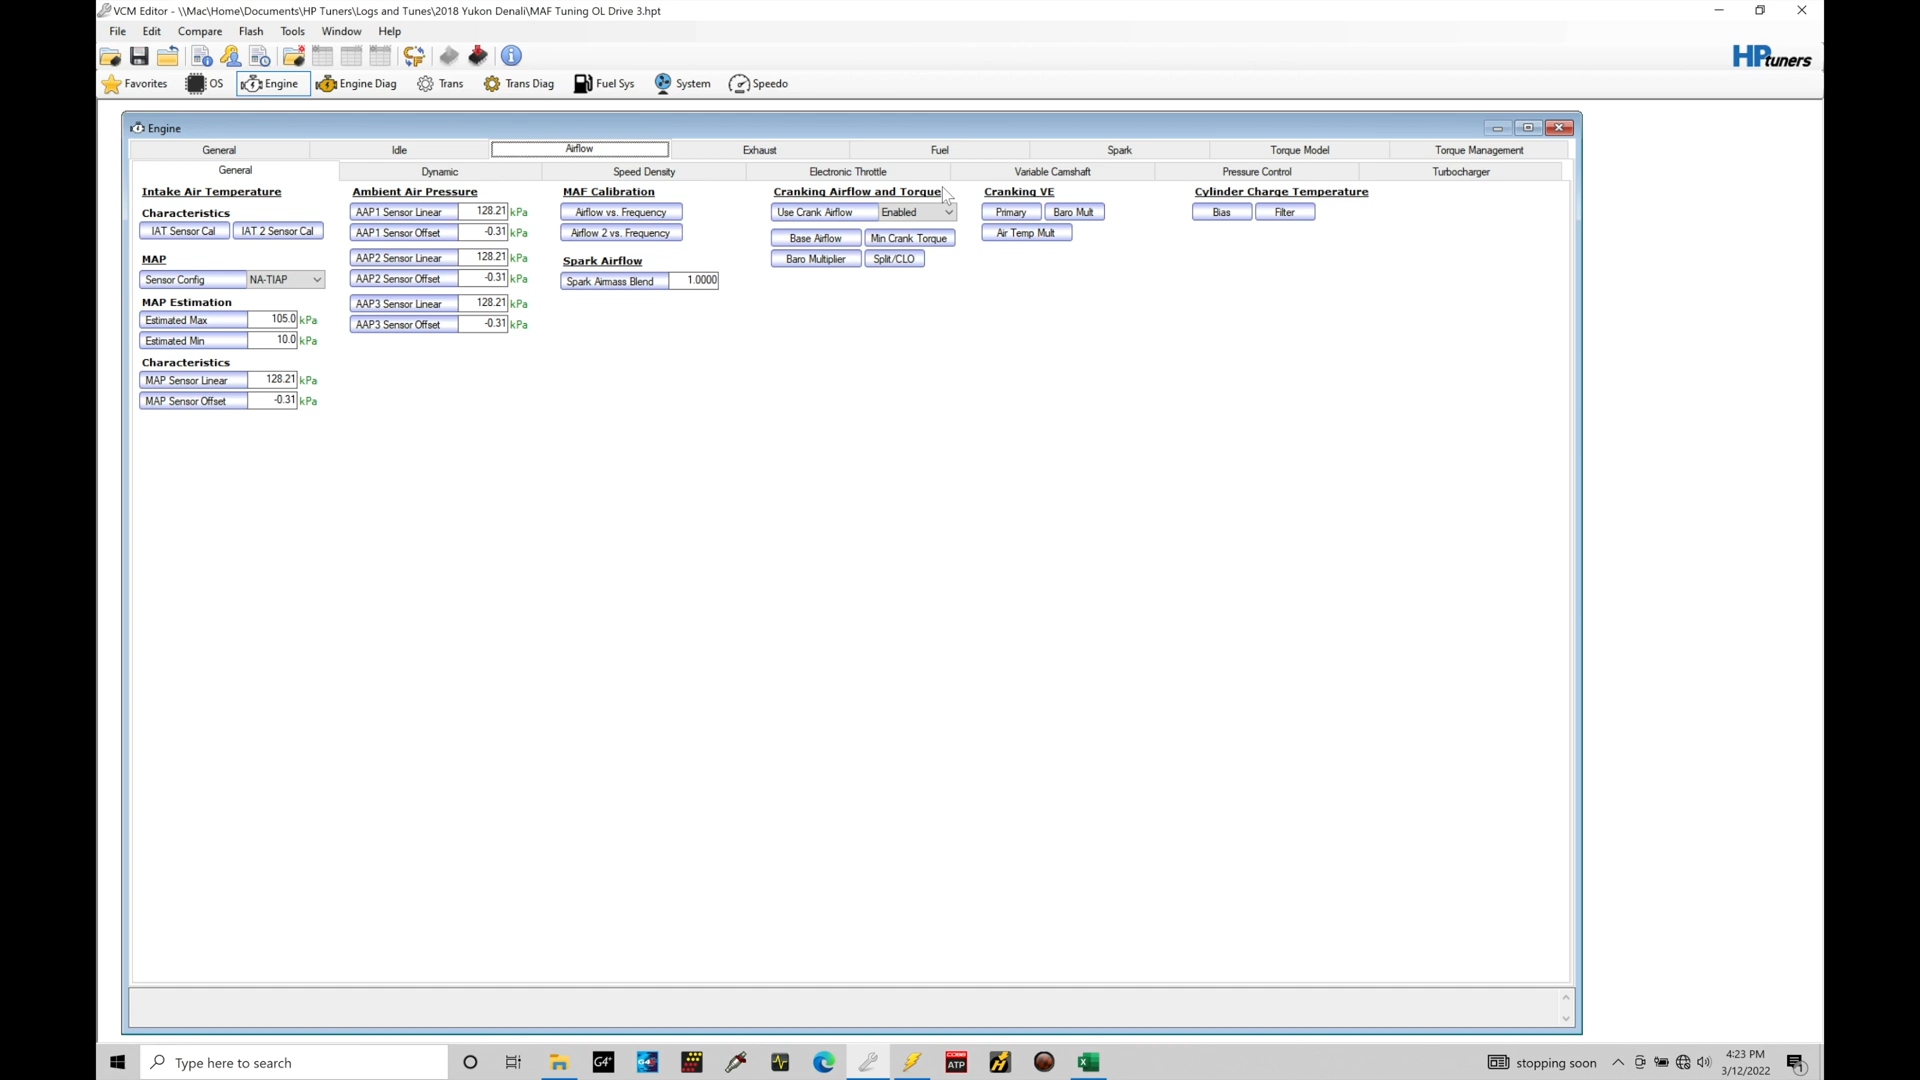 VCM Editor - \\Mac\Home\Documents\HP Tuners\Logs and Tunes\2018 Yukon Denali\MAF Tuning OL Drive 3.hpt
File Edit Compare Flash Tools Window Help
HPtuners
Favorites OS Engine Engine Diag Trans Trans Diag Fuel Sys System Speedo
Engine
General Idle Airflow Exhaust Fuel Spark Torque Model Torque Management
General Dynamic Speed Density Electronic Throttle Variable Camshaft Pressure Control Turbocharger
Intake Air Temperature
Characteristics
IAT Sensor Cal IAT 2 Sensor Cal
MAP
Sensor Config NA-TIAP
MAP Estimation
Estimated Max 105.0 kPa
Estimated Min 10.0 kPa
Characteristics
MAP Sensor Linear 128.21 kPa
MAP Sensor Offset -0.31 kPa
Ambient Air Pressure
AAP1 Sensor Linear 128.21 kPa
AAP1 Sensor Offset -0.31 kPa
AAP2 Sensor Linear 128.21 kPa
AAP2 Sensor Offset -0.31 kPa
AAP3 Sensor Linear 128.21 kPa
AAP3 Sensor Offset -0.31 kPa
MAF Calibration
Airflow vs. Frequency
Airflow 2 vs. Frequency
Spark Airflow
Spark Airmass Blend 1.0000
Cranking Airflow and Torque
Use Crank Airflow Enabled
Base Airflow Min Crank Torque
Baro Multiplier Split/CLO
Cranking VE
Primary Baro Mult
Air Temp Mult
Cylinder Charge Temperature
Bias Filter
Type here to search
G4+
ATP
stopping soon
4:23 PM
3/12/2022
1